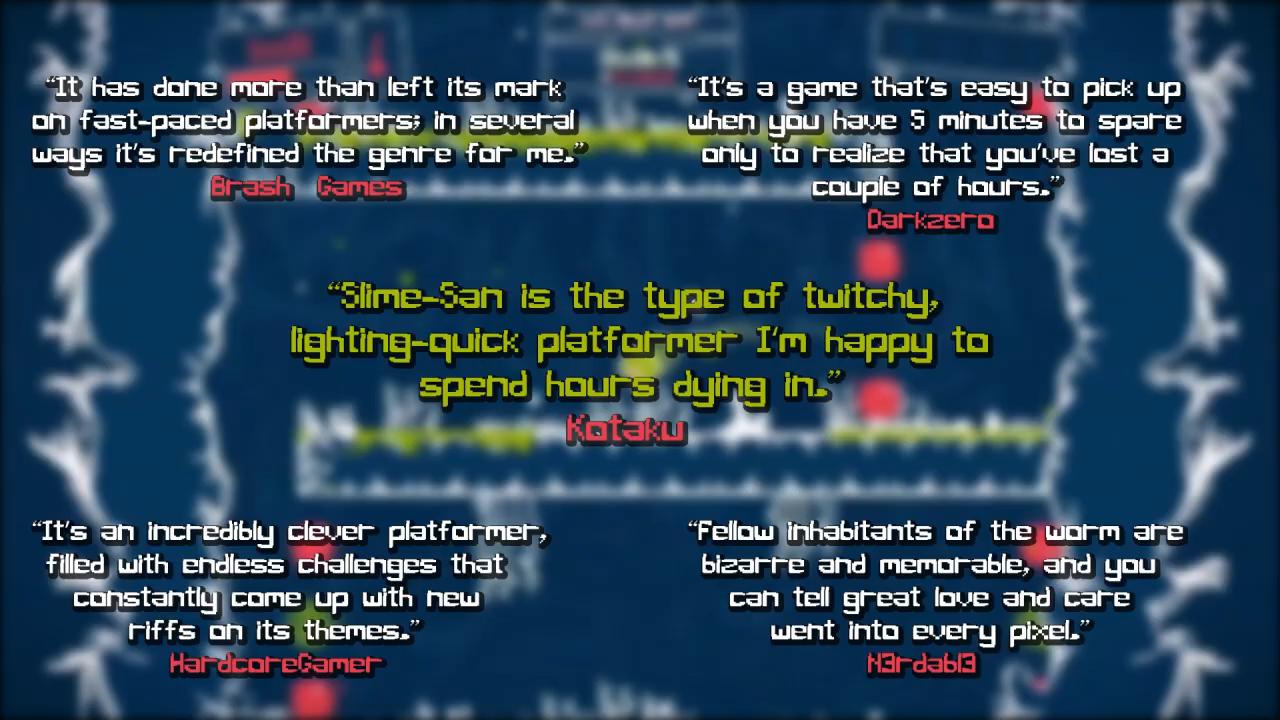 “It has done more than left its mark
on fast-paced platformers; in several
ways it's redefined the genre for me.”
Brash Games
“It's a game that's easy to pick up
when you have 5 minutes to spare
only to realize that you've lost a
couple of hours.”
Darkzero
“Slime-San is the type of twitchy,
lighting-quick platformer I'm happy to
spend hours dying in.”
Kotaku
“It's an incredibly clever platformer,
filled with endless challenges that
constantly come up with new
riffs on its themes.”
HardcoreGamer
“Fellow inhabitants of the worm are
bizarre and memorable, and you
can tell great love and care
went into every pixel.”
N3rdabl3